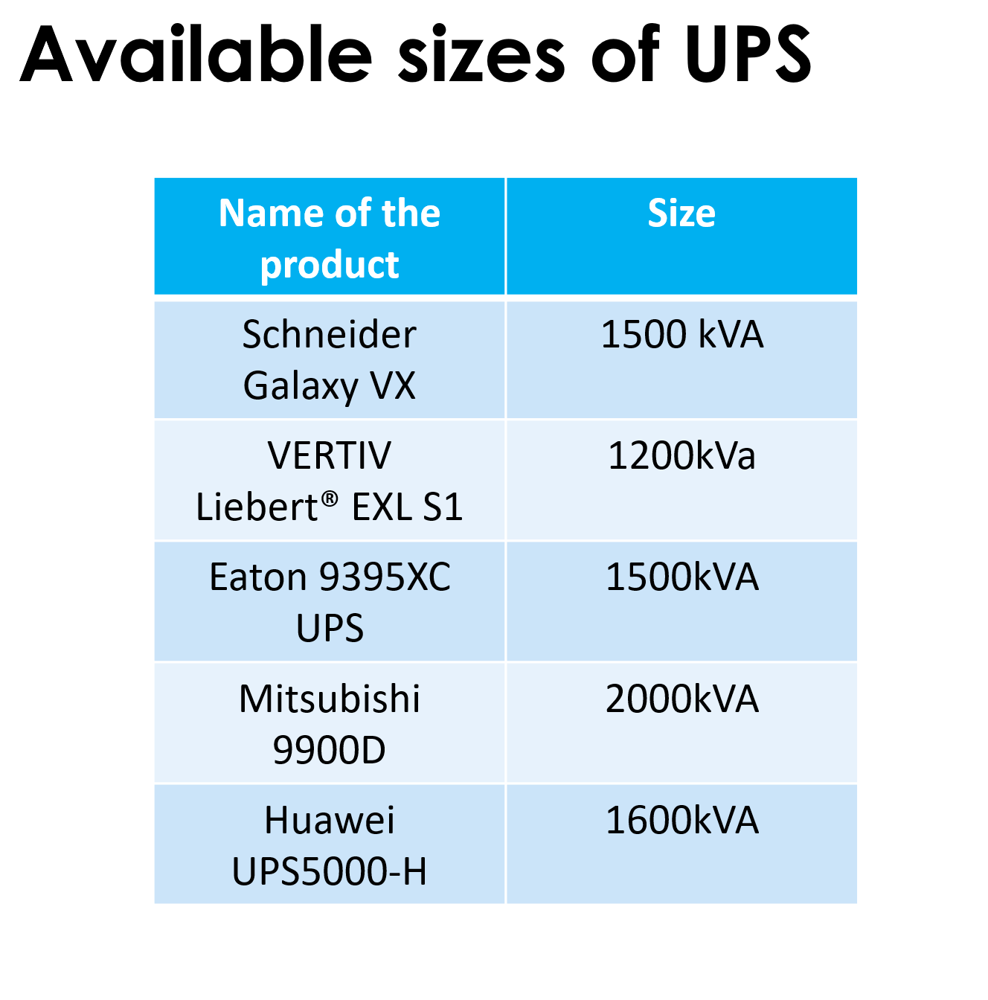 Available sizes of UPS
Name of the
product
Size
Schneider
Galaxy VX
1500 kVA
VERTIV
Liebert® EXL S1
1200kVa
Eaton 9395XC
UPS
1500kVA
Mitsubishi
9900D
2000kVA
Huawei
UPS5000-H
1600kVA